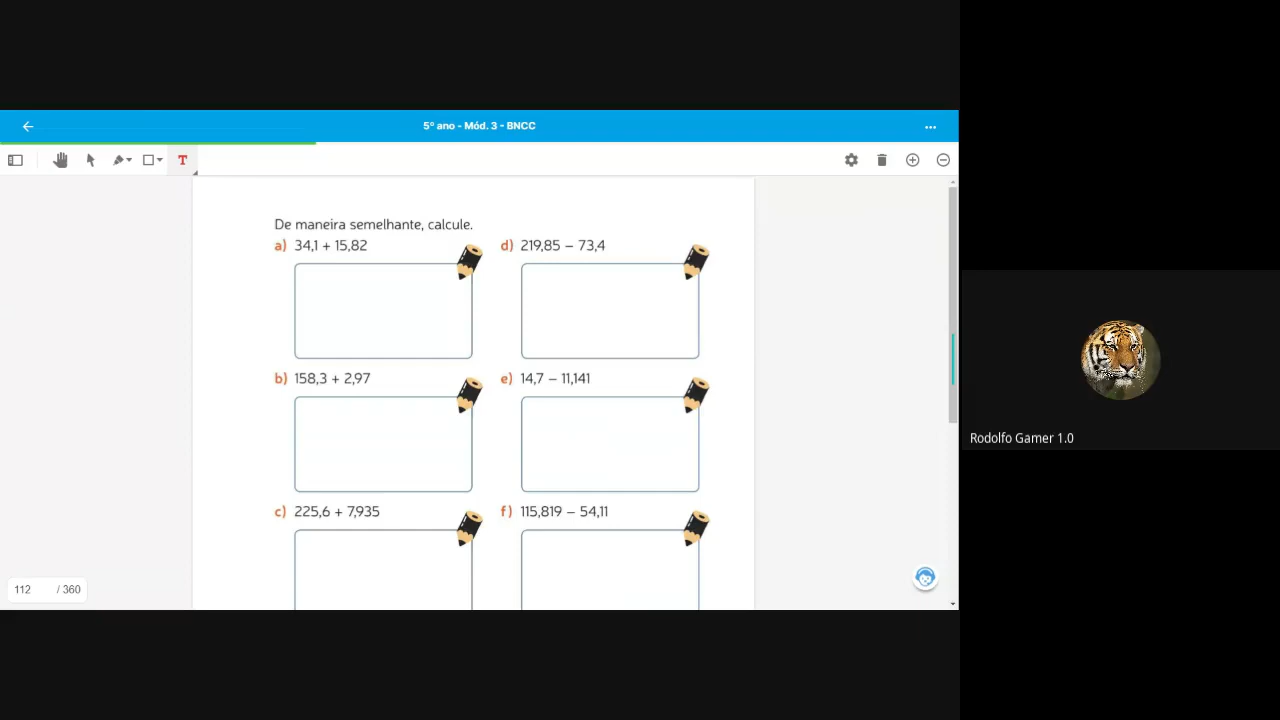 5º ano - Mód. 3 - BNCC
T
De maneira semelhante, calcule.
a) 34,1 + 15,82
d) 219,85 – 73,4
b) 158,3 + 2,97
e) 14,7 – 11,141
c) 225,6 + 7,935
f) 115,819 – 54,11
112 / 360
Rodolfo Gamer 1.0